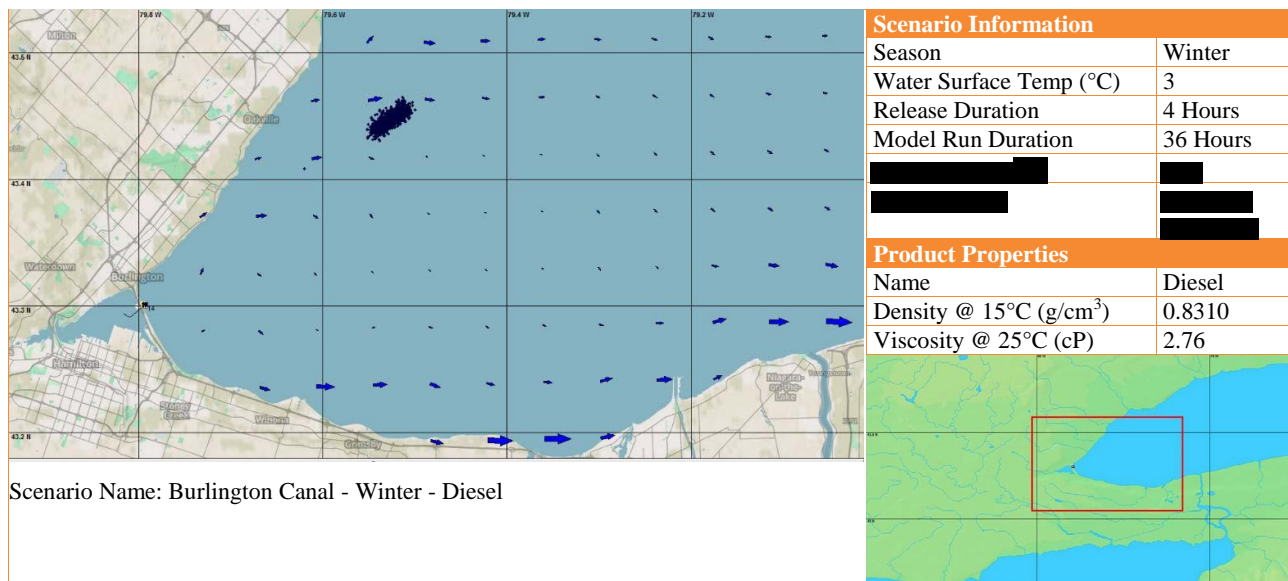 79.8 W 79.6 W 79.4 W 79.2 W
Milton
43.5 N
Oakville
43.4 N
Waterdown
Burlington
43.3 N
Hamilton
Stoney
Creek
Winona
Grimsby
Niagara-
on-the-
Lake
43.2 N
Scenario Name: Burlington Canal - Winter - Diesel
Scenario Information
Season Winter
Water Surface Temp (°C) 3
Release Duration 4 Hours
Model Run Duration 36 Hours
Product Properties
Name Diesel
Density @ 15°C (g/cm³) 0.8310
Viscosity @ 25°C (cP) 2.76